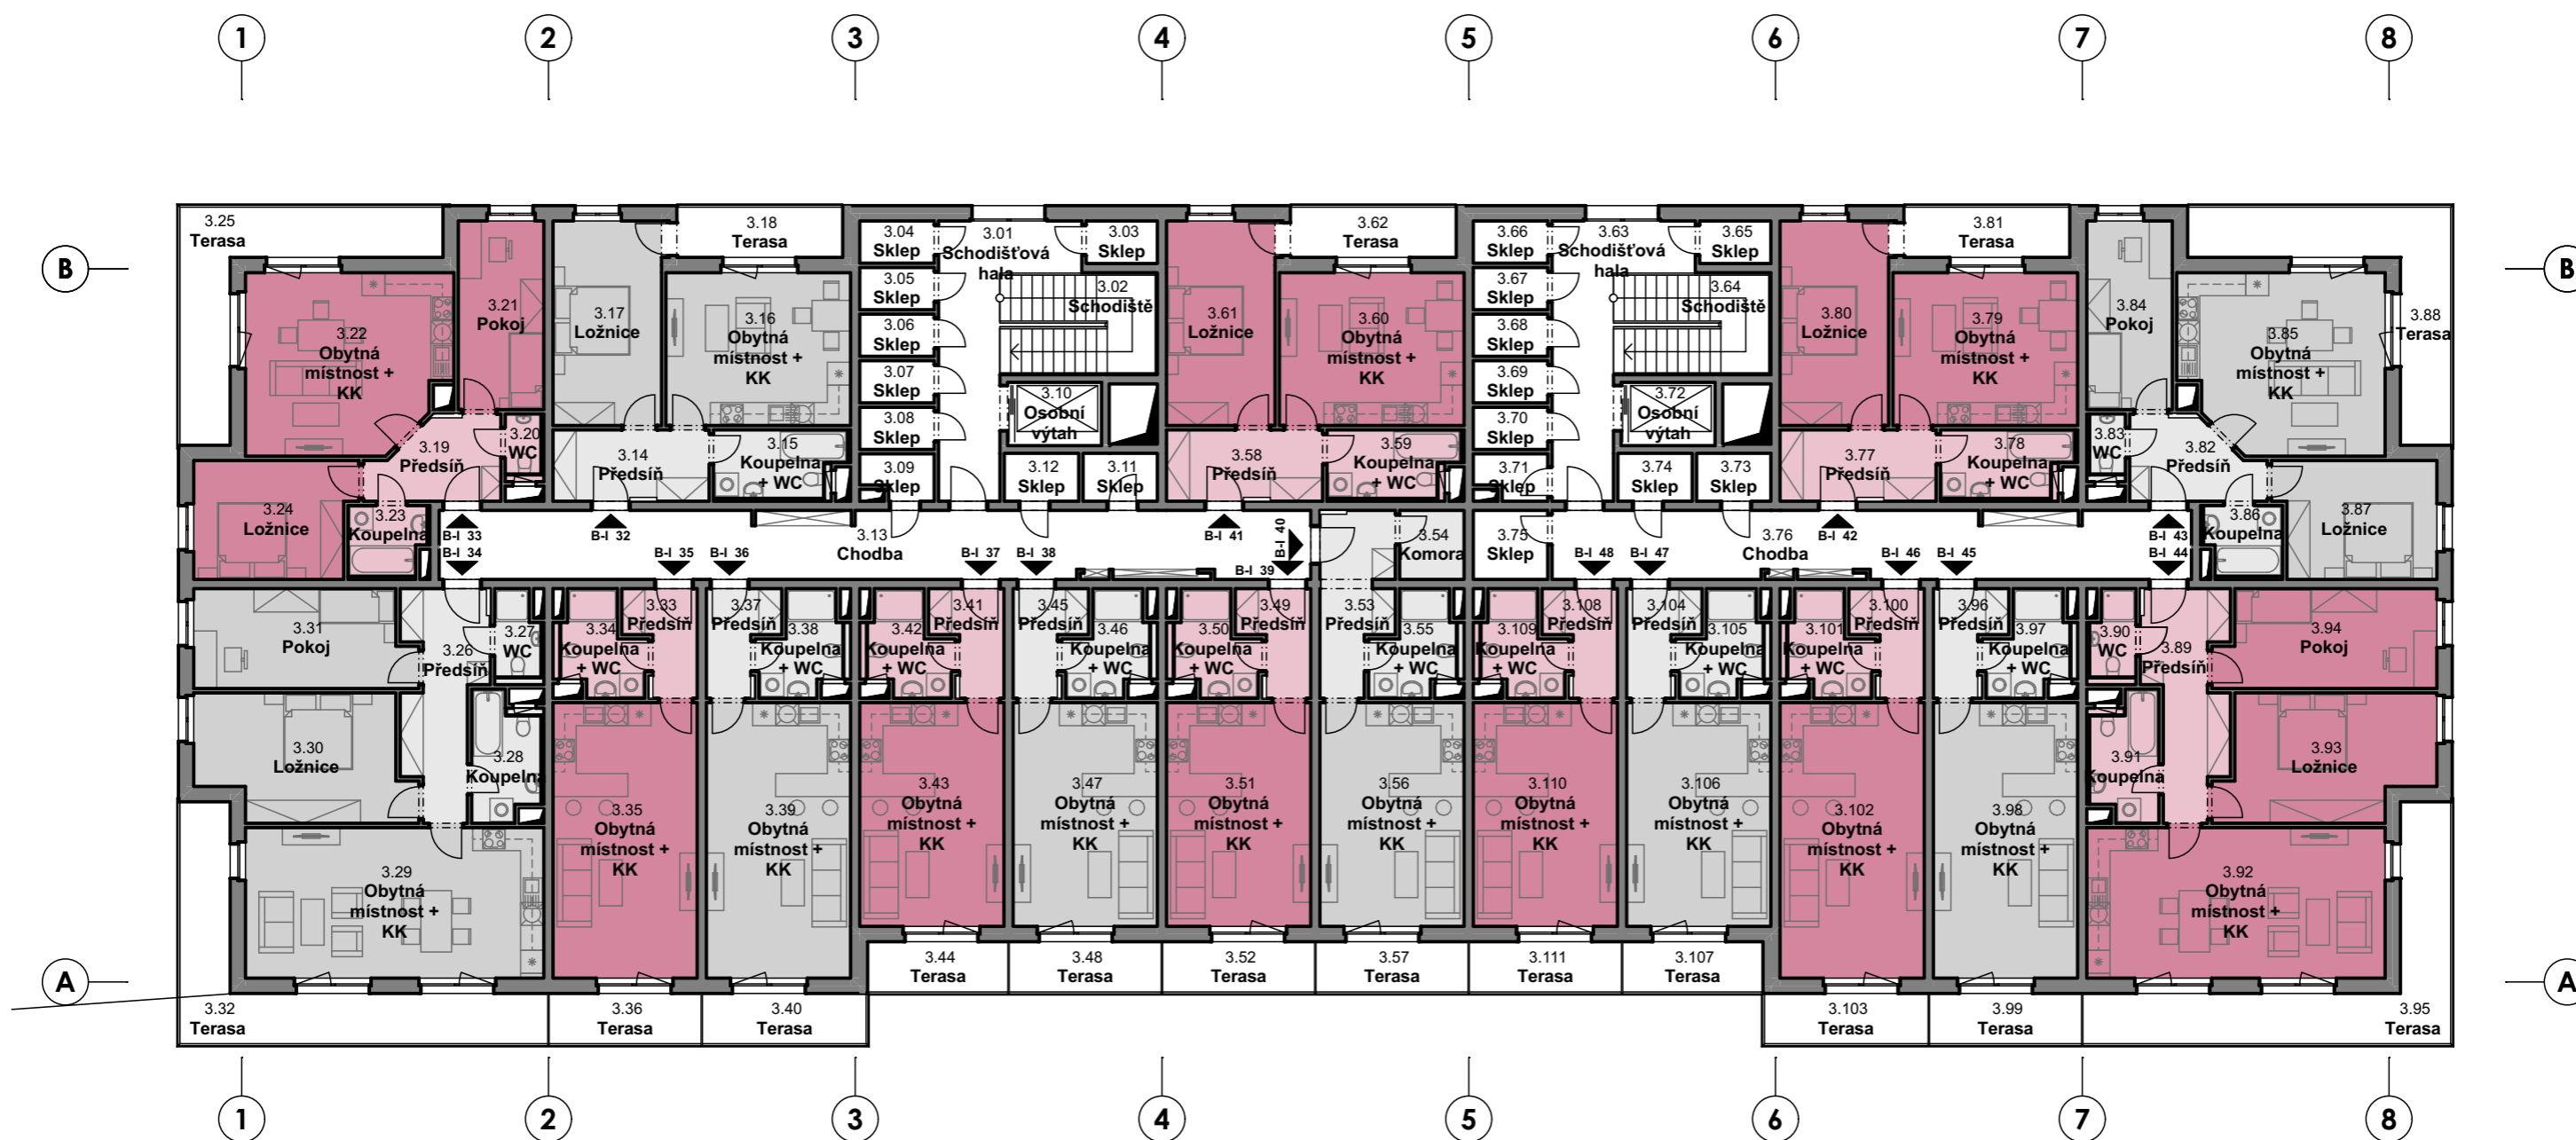 1 2 3 4 5 6 7 8
B B
3.25
Terasa
3.21
Pokoj
3.22
Obytná
místnost +
KK
3.19
Předsíň
3.20
WC
3.24
Ložnice
3.23
Koupelna
3.17
Ložnice
3.18
Terasa
3.16
Obytná
místnost +
KK
3.14
Předsíň
3.15
Koupelna
+ WC
3.04
Sklep
3.05
Sklep
3.06
Sklep
3.07
Sklep
3.08
Sklep
3.09
Sklep
3.01
Schodišťová
hala
3.03
Sklep
3.02
Schodiště
3.10
Osobní
výtah
3.12
Sklep
3.11
Sklep
3.61
Ložnice
3.62
Terasa
3.60
Obytná
místnost +
KK
3.58
Předsíň
3.59
Koupelna
+ WC
3.66
Sklep
3.67
Sklep
3.68
Sklep
3.69
Sklep
3.70
Sklep
3.71
Sklep
3.63
Schodišťová
hala
3.65
Sklep
3.64
Schodiště
3.72
Osobní
výtah
3.74
Sklep
3.73
Sklep
3.80
Ložnice
3.81
Terasa
3.79
Obytná
místnost +
KK
3.77
Předsíň
3.78
Koupelna
+ WC
3.84
Pokoj
3.85
Obytná
místnost +
KK
3.88
Terasa
3.83
WC
3.82
Předsíň
3.86
Koupelna
3.87
Ložnice
B-I 33
B-I 34
B-I 32
B-I 35
B-I 36
3.13
Chodba
B-I 37
B-I 38
B-I 41
B-I 39
B-I 40
3.54
Komora
3.75
Sklep
B-I 48
B-I 47
3.76
Chodba
B-I 42
B-I 46
B-I 45
B-I 43
B-I 44
3.31
Pokoj
3.26
Předsíň
3.27
WC
3.30
Ložnice
3.28
Koupelna
3.29
Obytná
místnost +
KK
3.32
Terasa
3.34
Koupelna
+ WC
3.33
Předsíň
3.35
Obytná
místnost +
KK
3.36
Terasa
3.37
Předsíň
3.38
Koupelna
+ WC
3.39
Obytná
místnost +
KK
3.40
Terasa
3.42
Koupelna
+ WC
3.41
Předsíň
3.43
Obytná
místnost +
KK
3.44
Terasa
3.45
Předsíň
3.46
Koupelna
+ WC
3.47
Obytná
místnost +
KK
3.48
Terasa
3.50
Koupelna
+ WC
3.49
Předsíň
3.51
Obytná
místnost +
KK
3.52
Terasa
3.53
Předsíň
3.55
Koupelna
+ WC
3.56
Obytná
místnost +
KK
3.57
Terasa
3.109
Koupelna
+ WC
3.108
Předsíň
3.110
Obytná
místnost +
KK
3.111
Terasa
3.104
Předsíň
3.105
Koupelna
+ WC
3.106
Obytná
místnost +
KK
3.107
Terasa
3.101
Koupelna
+ WC
3.100
Předsíň
3.102
Obytná
místnost +
KK
3.103
Terasa
3.96
Předsíň
3.97
Koupelna
+ WC
3.98
Obytná
místnost +
KK
3.99
Terasa
3.90
WC
3.89
Předsíň
3.94
Pokoj
3.93
Ložnice
3.91
Koupelna
3.92
Obytná
místnost +
KK
3.95
Terasa
A A
1 2 3 4 5 6 7 8